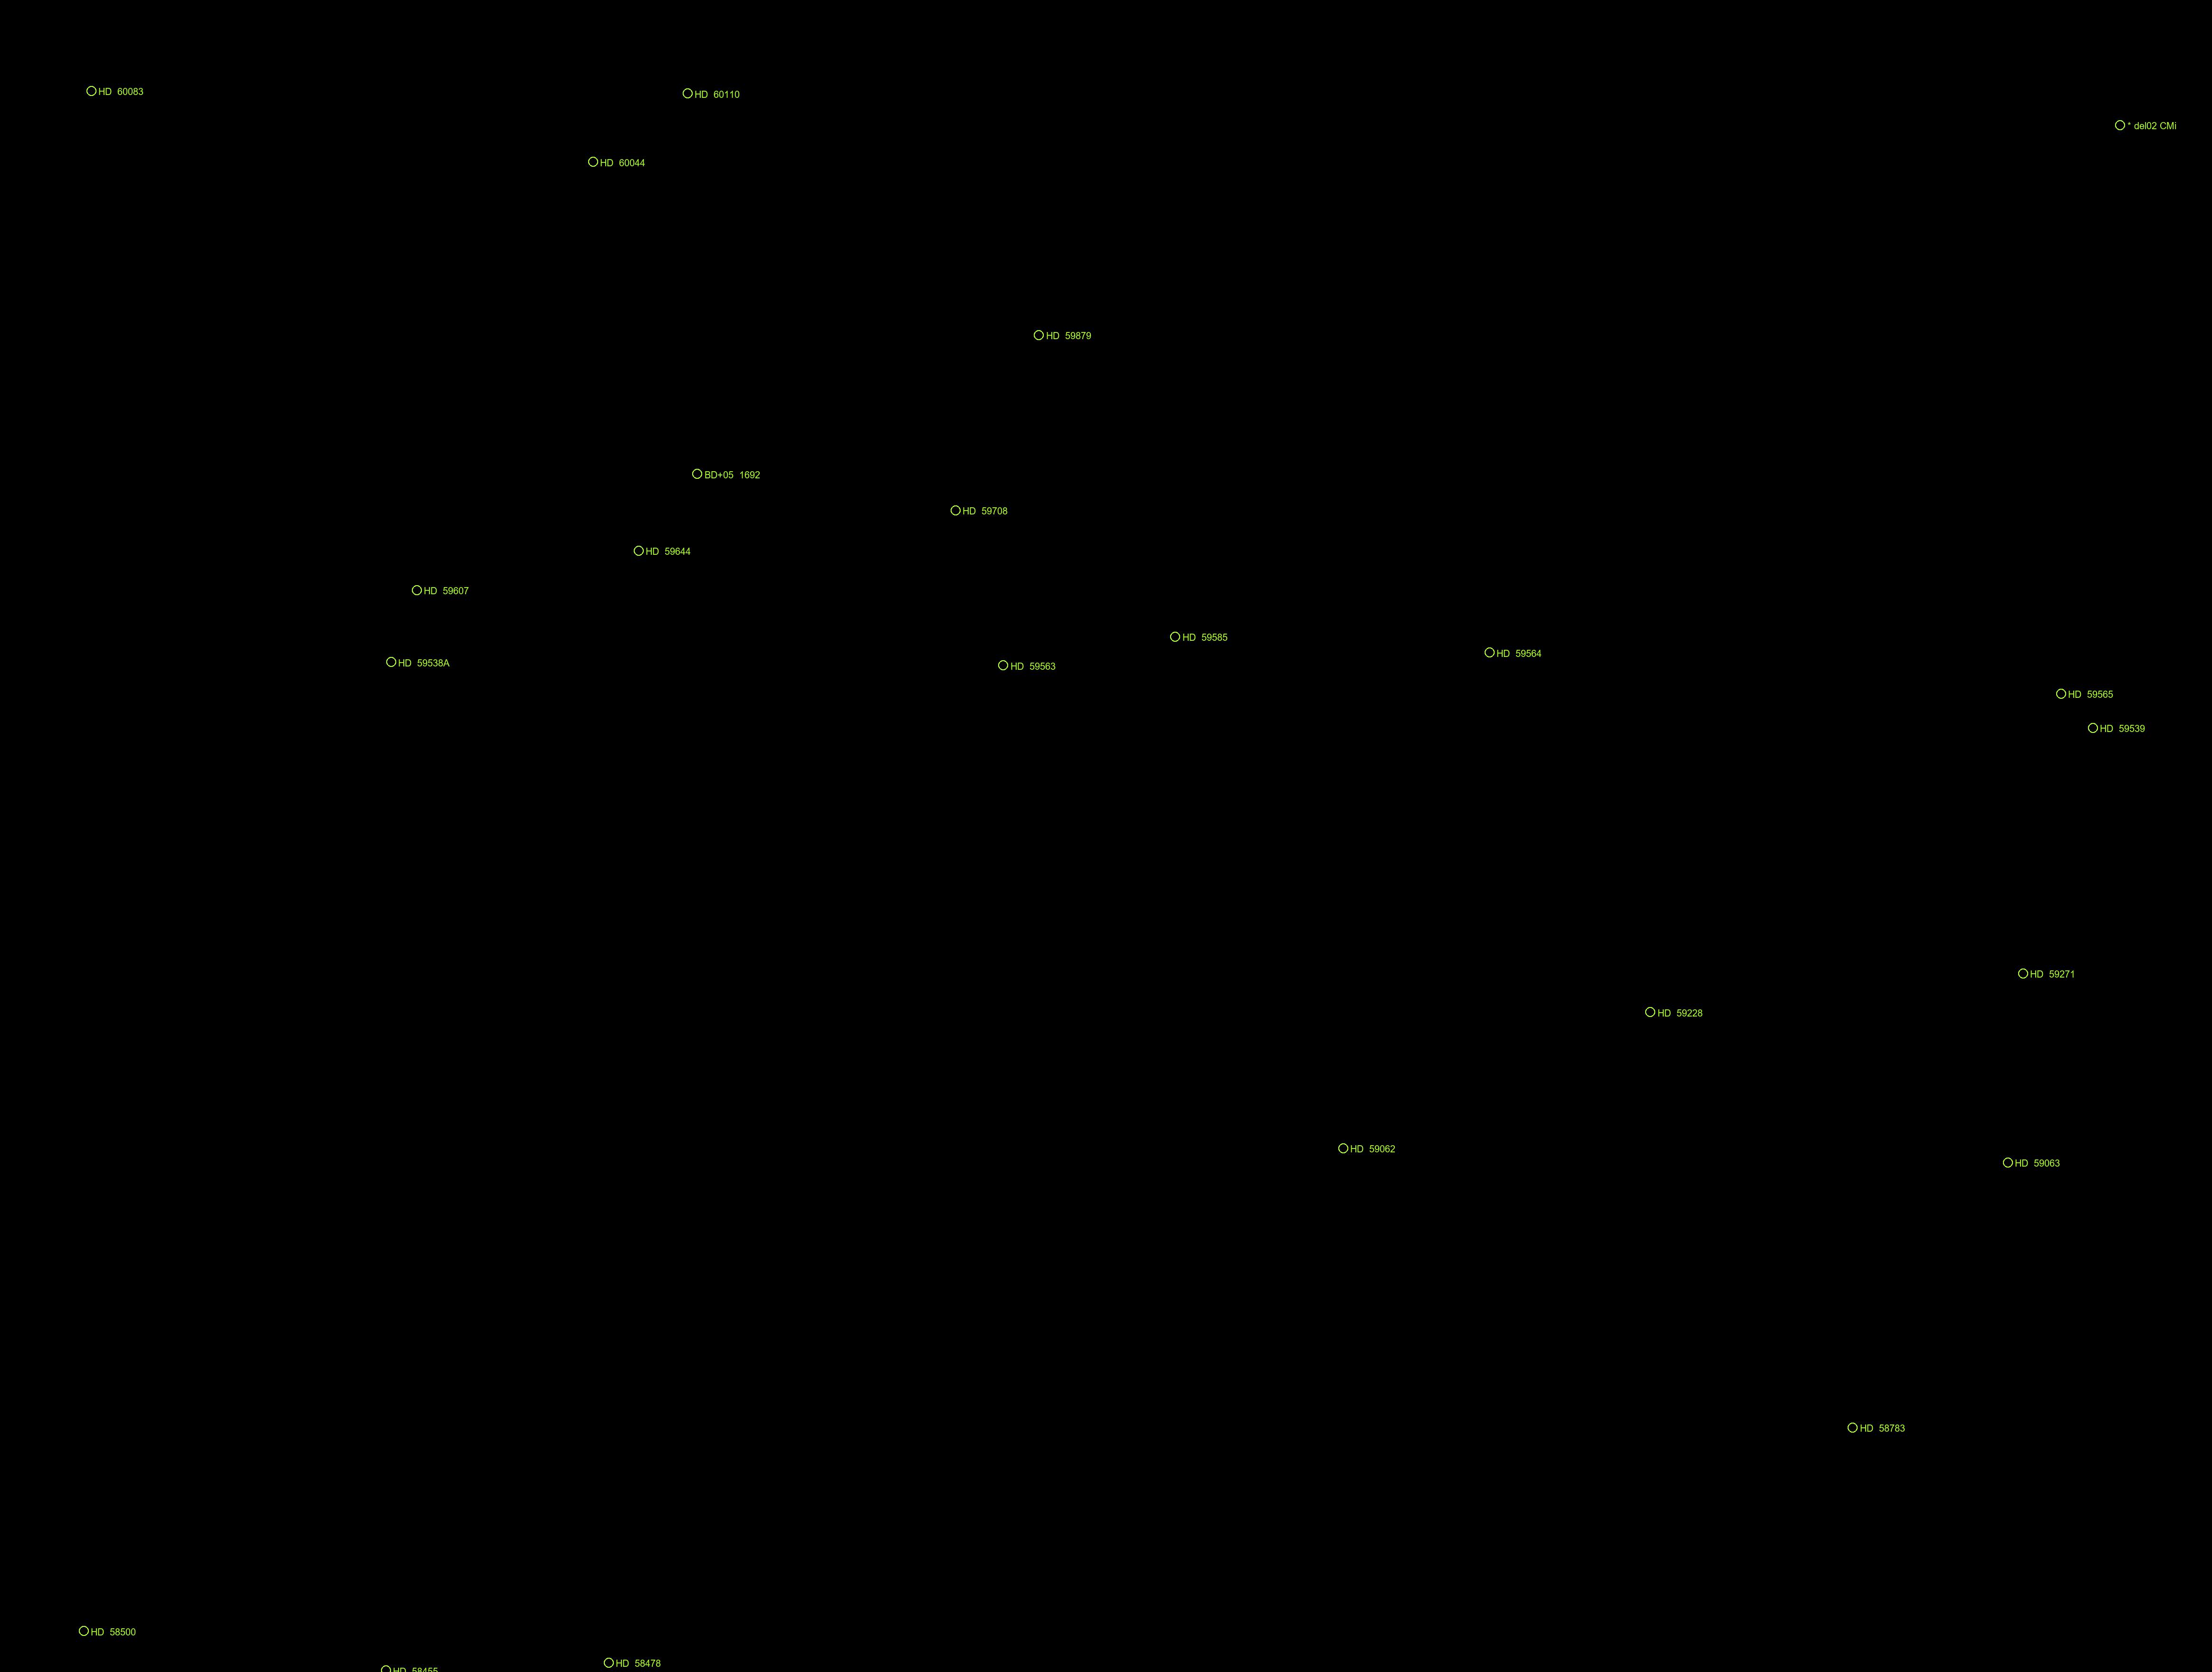 HD 60083
HD 60110
* del02 CMi
HD 60044
HD 59879
BD+05 1692
HD 59708
HD 59644
HD 59607
HD 59585
HD 59564
HD 59538A
HD 59563
HD 59565
HD 59539
HD 59271
HD 59228
HD 59062
HD 59063
HD 58783
HD 58500
HD 58478
HD 58455